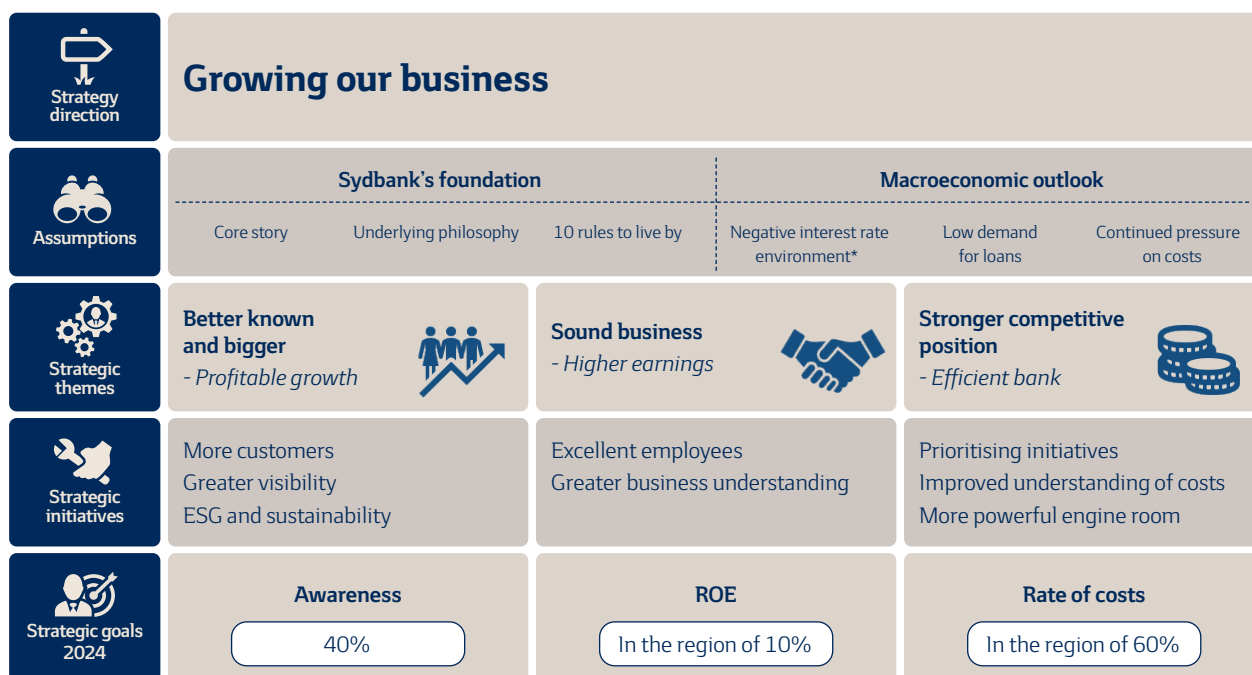 Strategy
direction
Growing our business
Assumptions
Sydbank's foundation
Macroeconomic outlook
Core story
Underlying philosophy
10 rules to live by
Negative interest rate
environment*
Low demand
for loans
Continued pressure
on costs
Strategic
themes
Better known
and bigger
- Profitable growth
Sound business
- Higher earnings
Stronger competitive
position
- Efficient bank
Strategic
initiatives
More customers
Greater visibility
ESG and sustainability
Excellent employees
Greater business understanding
Prioritising initiatives
Improved understanding of costs
More powerful engine room
Strategic goals
2024
Awareness
40%
ROE
In the region of 10%
Rate of costs
In the region of 60%